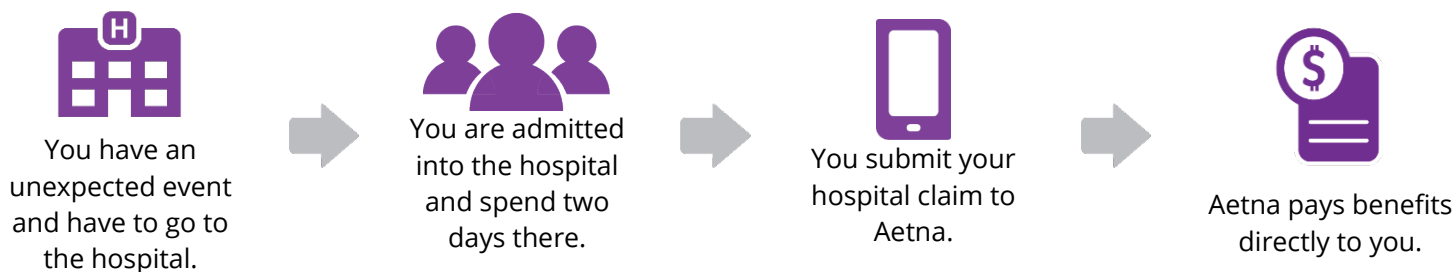 H
You have an
unexpected event
and have to go to
the hospital.
You are admitted
into the hospital
and spend two
days there.
You submit your
hospital claim to
Aetna.
$
Aetna pays benefits
directly to you.